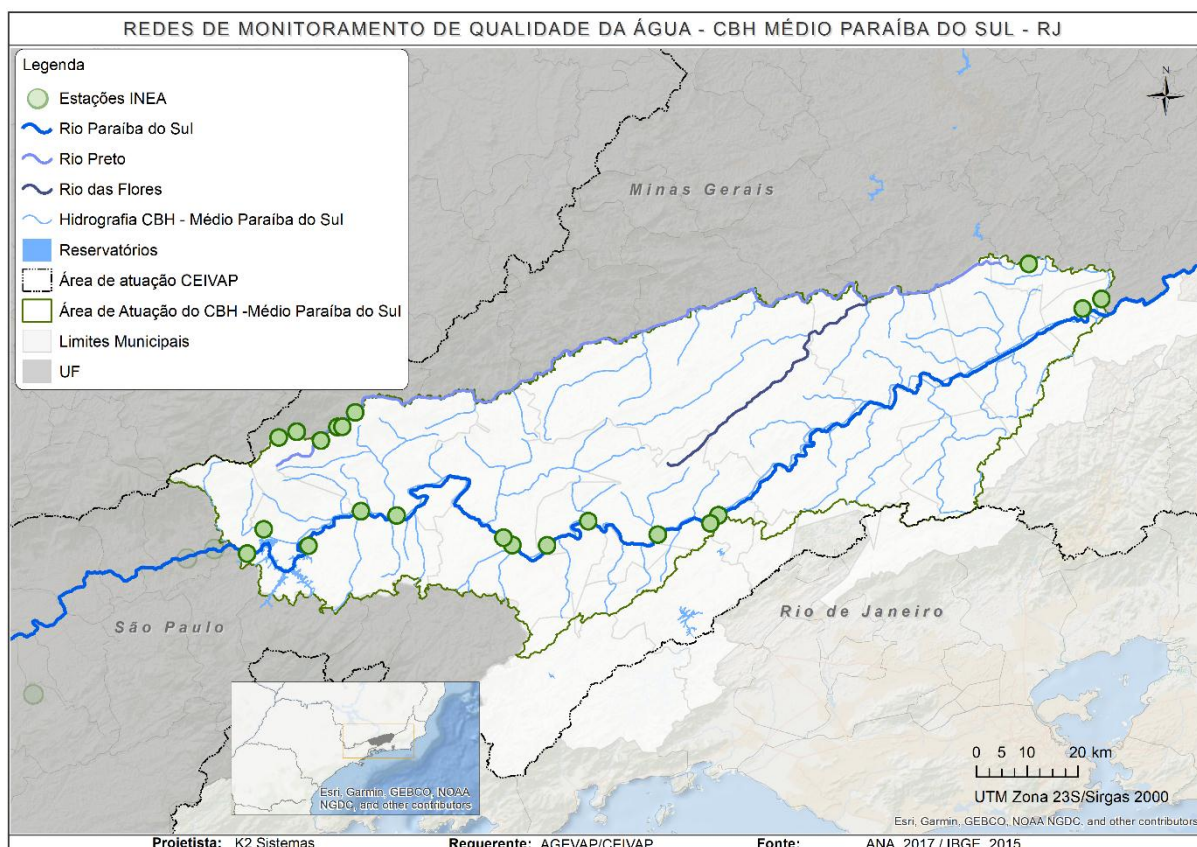 REDES DE MONITORAMENTO DE QUALIDADE DA ÁGUA - CBH MÉDIO PARAÍBA DO SUL - RJ
Legenda
Estações INEA
Rio Paraíba do Sul
Rio Preto
Rio das Flores
Hidrografia CBH - Médio Paraíba do Sul
Reservatórios
Área de atuação CEIVAP
Área de Atuação do CBH -Médio Paraíba do Sul
Limites Municipais
UF
N
Minas Gerais
São Paulo
Rio de Janeiro
Esri, Garmin, GEBCO, NOAA
NGDC, and other contributors
0 5 10 20 km
UTM Zona 23S/Sirgas 2000
Esri, Garmin, GEBCO, NOAA NGDC, and other contributors
Projetista: K2 Sistemas Requerente: AGEVAP/CEIVAP Fonte: ANA, 2017 / IBGE, 2015